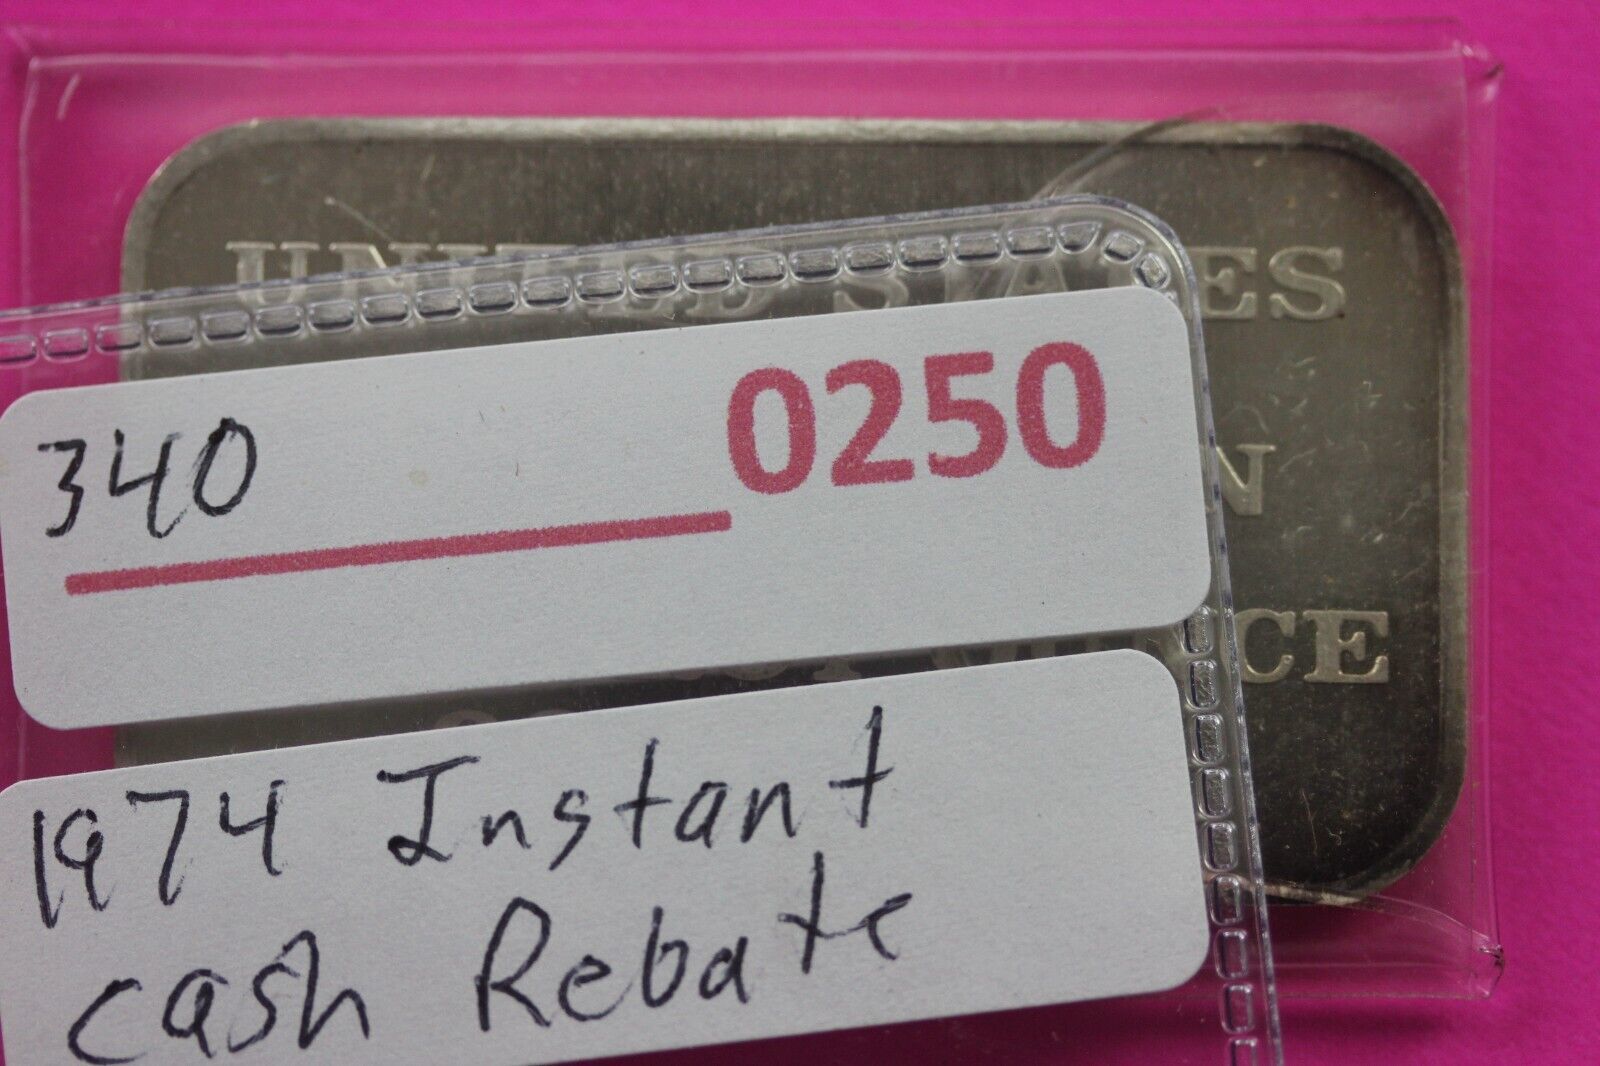 UNITED STATES
340 0250
N
CE
1974 Instant
cash Rebate